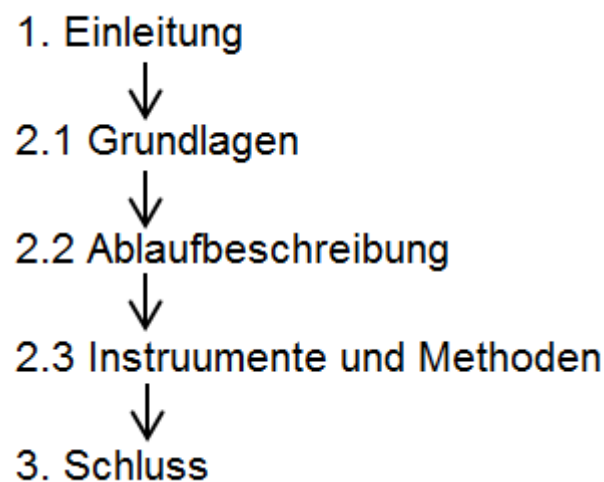 1. Einleitung
2.1 Grundlagen
2.2 Ablaufbeschreibung
2.3 Instruumente und Methoden
3. Schluss